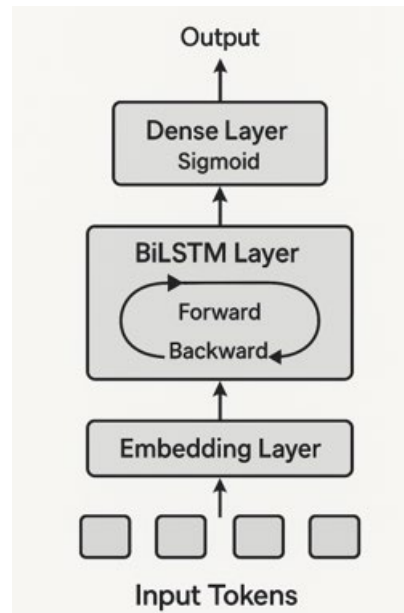 Output
Dense Layer
Sigmoid
BiLSTM Layer
Forward
Backward
Embedding Layer
Input Tokens